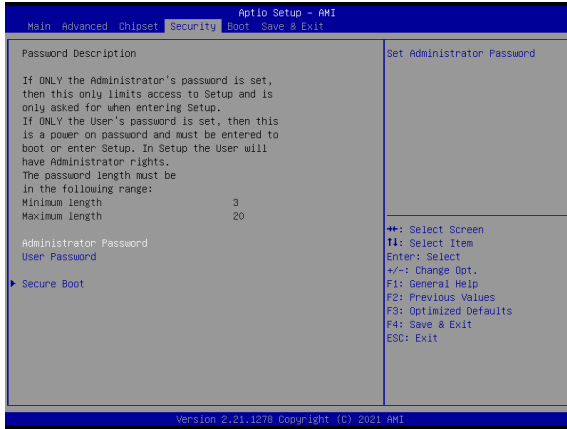 Aptio Setup - AMI
Main Advanced Chipset Security Boot Save & Exit
Password Description
If ONLY the Administrator's password is set,
then this only limits access to Setup and is
only asked for when entering Setup.
If ONLY the User's password is set, then this
is a power on password and must be entered to
boot or enter Setup. In Setup the User will
have Administrator rights.
The password length must be
in the following range:
Minimum length 3
Maximum length 20
Administrator Password
User Password
Secure Boot
Set Administrator Password
→←: Select Screen
↑↓: Select Item
Enter: Select
+/-: Change Opt.
F1: General Help
F2: Previous Values
F3: Optimized Defaults
F4: Save & Exit
ESC: Exit
Version 2.21.1278 Copyright (C) 2021 AMI